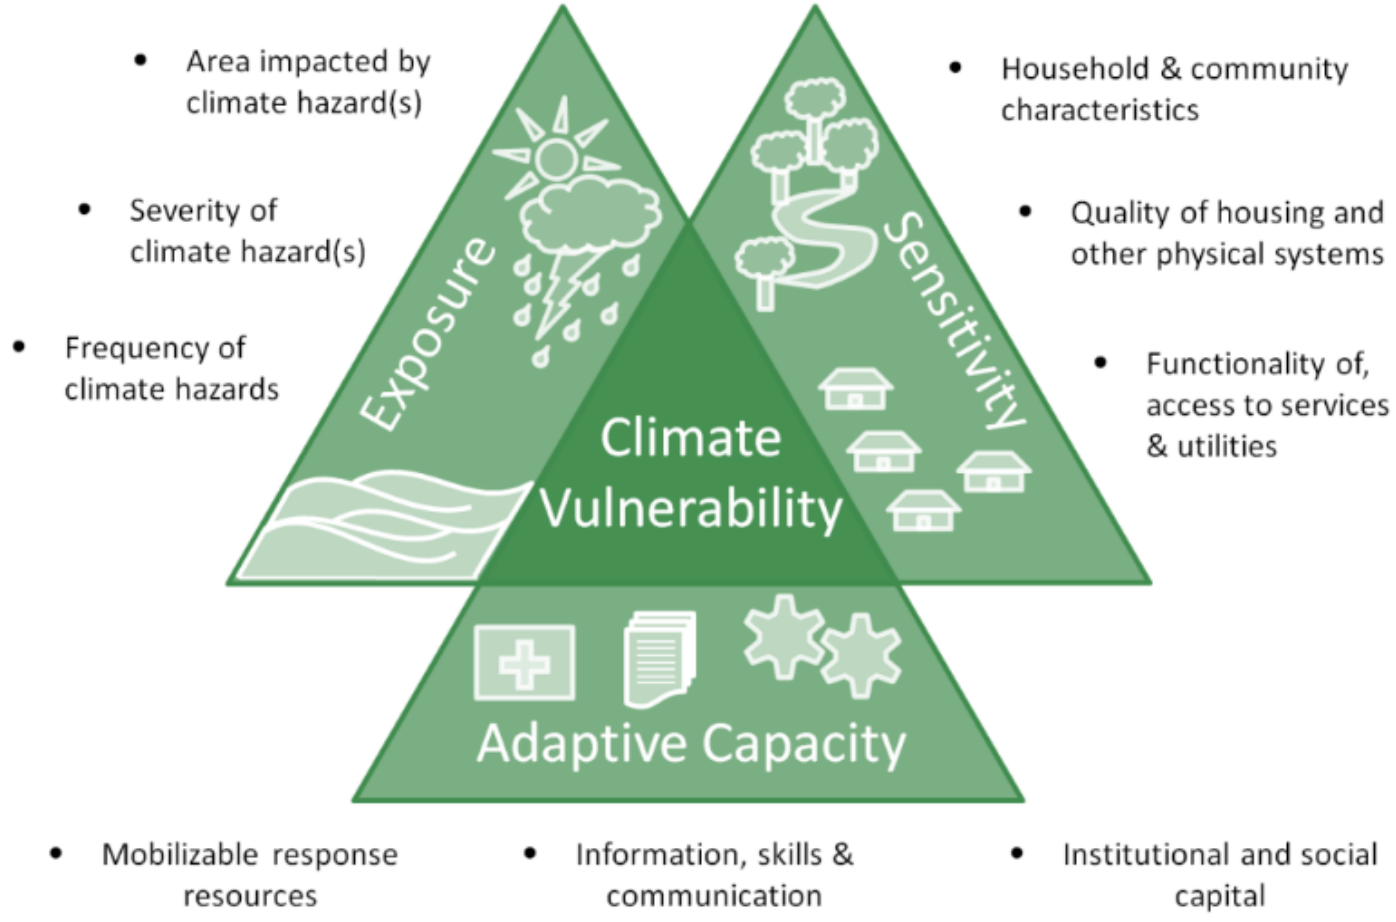 • Area impacted by
climate hazard(s)
• Severity of
climate hazard(s)
• Frequency of
climate hazards
Exposure
• Household & community
characteristics
• Quality of housing and
other physical systems
• Functionality of,
access to services
& utilities
Sensitivity
Climate
Vulnerability
Adaptive Capacity
• Mobilizable response
resources
• Information, skills &
communication
• Institutional and social
capital